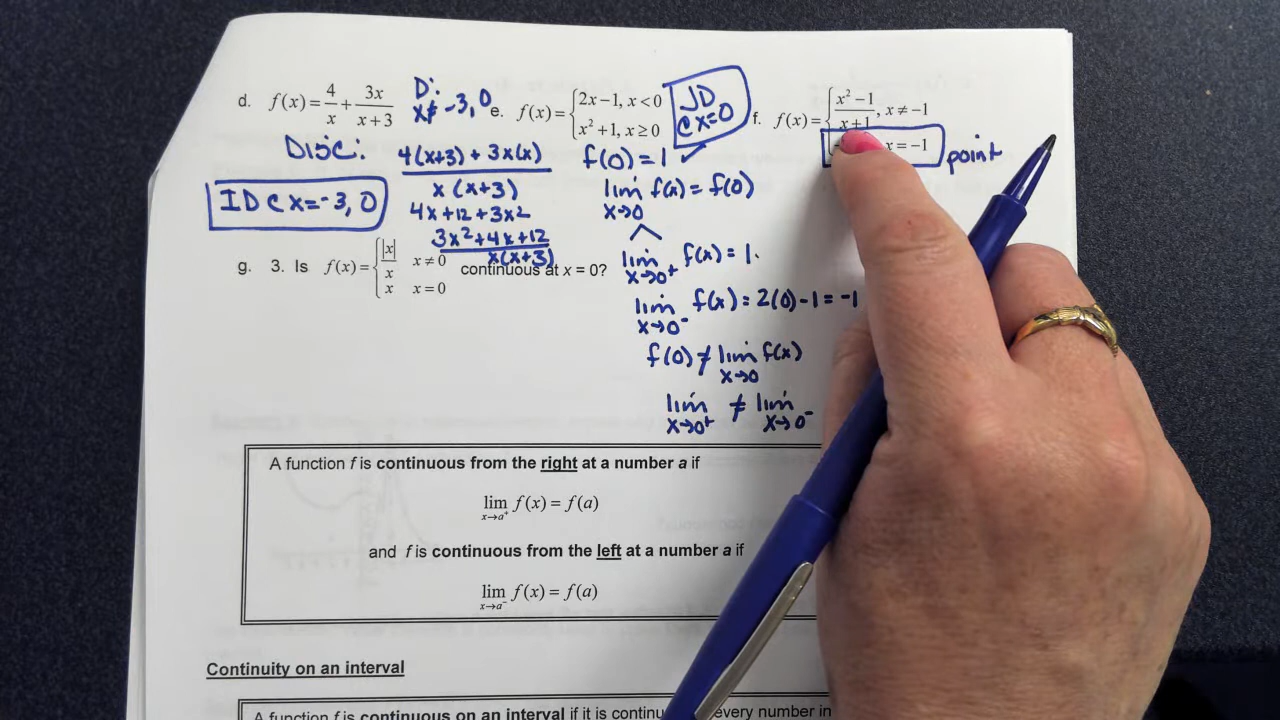 d. f(x) = 4/x + 3x/(x+3)
D: x ≠ -3, 0
e. f(x) = { 2x−1, x < 0
x² +1, x ≥ 0
JD @ x=0
f. f(x) = { (x² −1)/(x+1), x ≠ −1
x = −1
point
Disc:
ID @ x=-3, 0
4(x+3) + 3x(x)
x(x+3)
4x+12+3x²
3x²+4x+12
x(x+3)
f(0)=1 ✓
lim x→0 f(x) = f(0)
lim x→0+ f(x) = 1.
lim x→0- f(x) = 2(0)-1 = -1
f(0) ≠ lim x→0 f(x)
lim x→0+ ≠ lim x→0-
g. 3. Is f(x) = { |x|/x x ≠ 0
x x = 0
continuous at x = 0?
A function f is continuous from the right at a number a if
lim x→a+ f(x) = f(a)
and f is continuous from the left at a number a if
lim x→a- f(x) = f(a)
Continuity on an interval
A function f is continuous on an interval if it is every number in